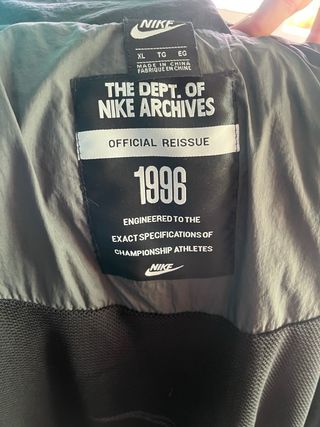 NIKE
XL TG EG
MADE IN CHINA
FABRIQUÉ EN CHINE
THE DEPT. OF
NIKE ARCHIVES
OFFICIAL REISSUE
1996
ENGINEERED TO THE
EXACT SPECIFICATIONS OF
CHAMPIONSHIP ATHLETES
NIKE